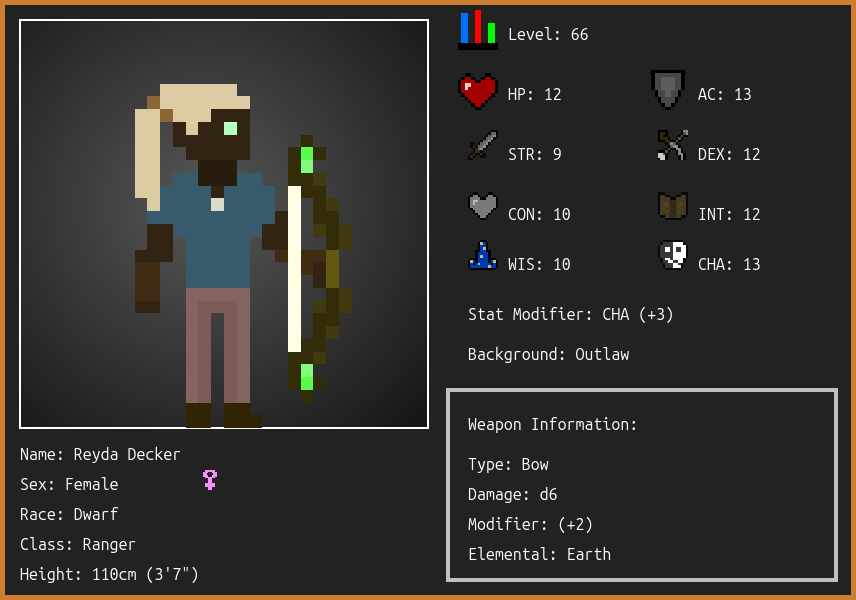 Level: 66
HP: 12
AC: 13
STR: 9
DEX: 12
CON: 10
INT: 12
WIS: 10
CHA: 13
Stat Modifier: CHA (+3)
Background: Outlaw
Weapon Information:
Type: Bow
Damage: d6
Modifier: (+2)
Elemental: Earth
Name: Reyda Decker
Sex: Female
Race: Dwarf
Class: Ranger
Height: 110cm (3'7")